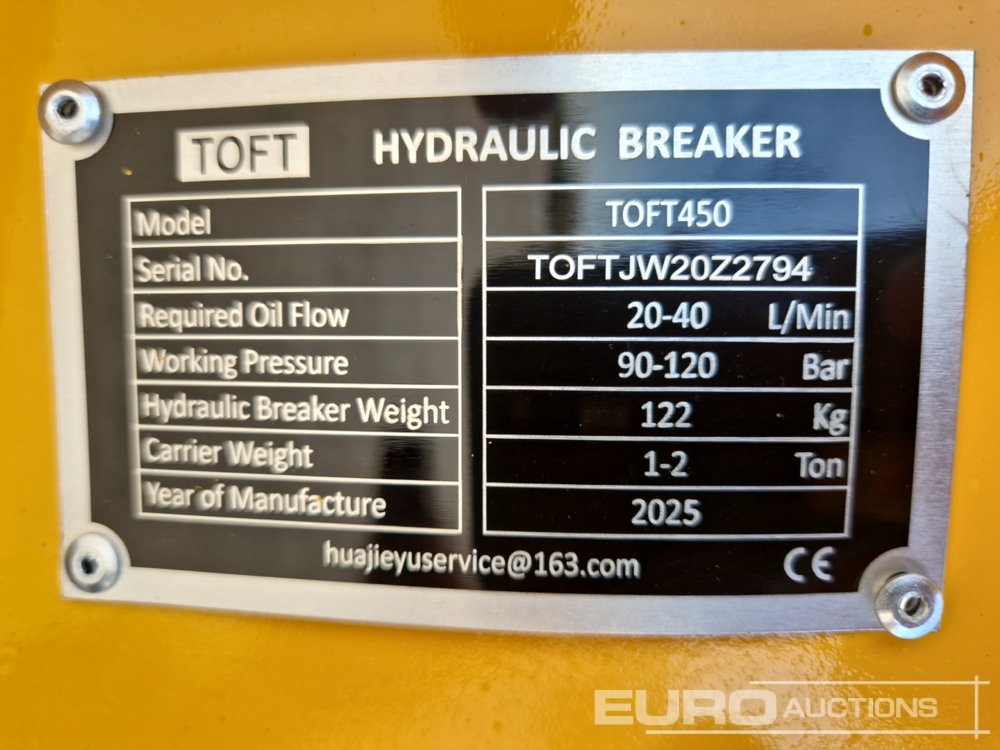 TOFT HYDRAULIC BREAKER
Model TOFT450
Serial No. TOFTJW20Z2794
Required Oil Flow 20-40 L/Min
Working Pressure 90-120 Bar
Hydraulic Breaker Weight 122 Kg
Carrier Weight 1-2 Ton
Year of Manufacture 2025
huajieyuservice@163.com CE
EURO AUCTIONS